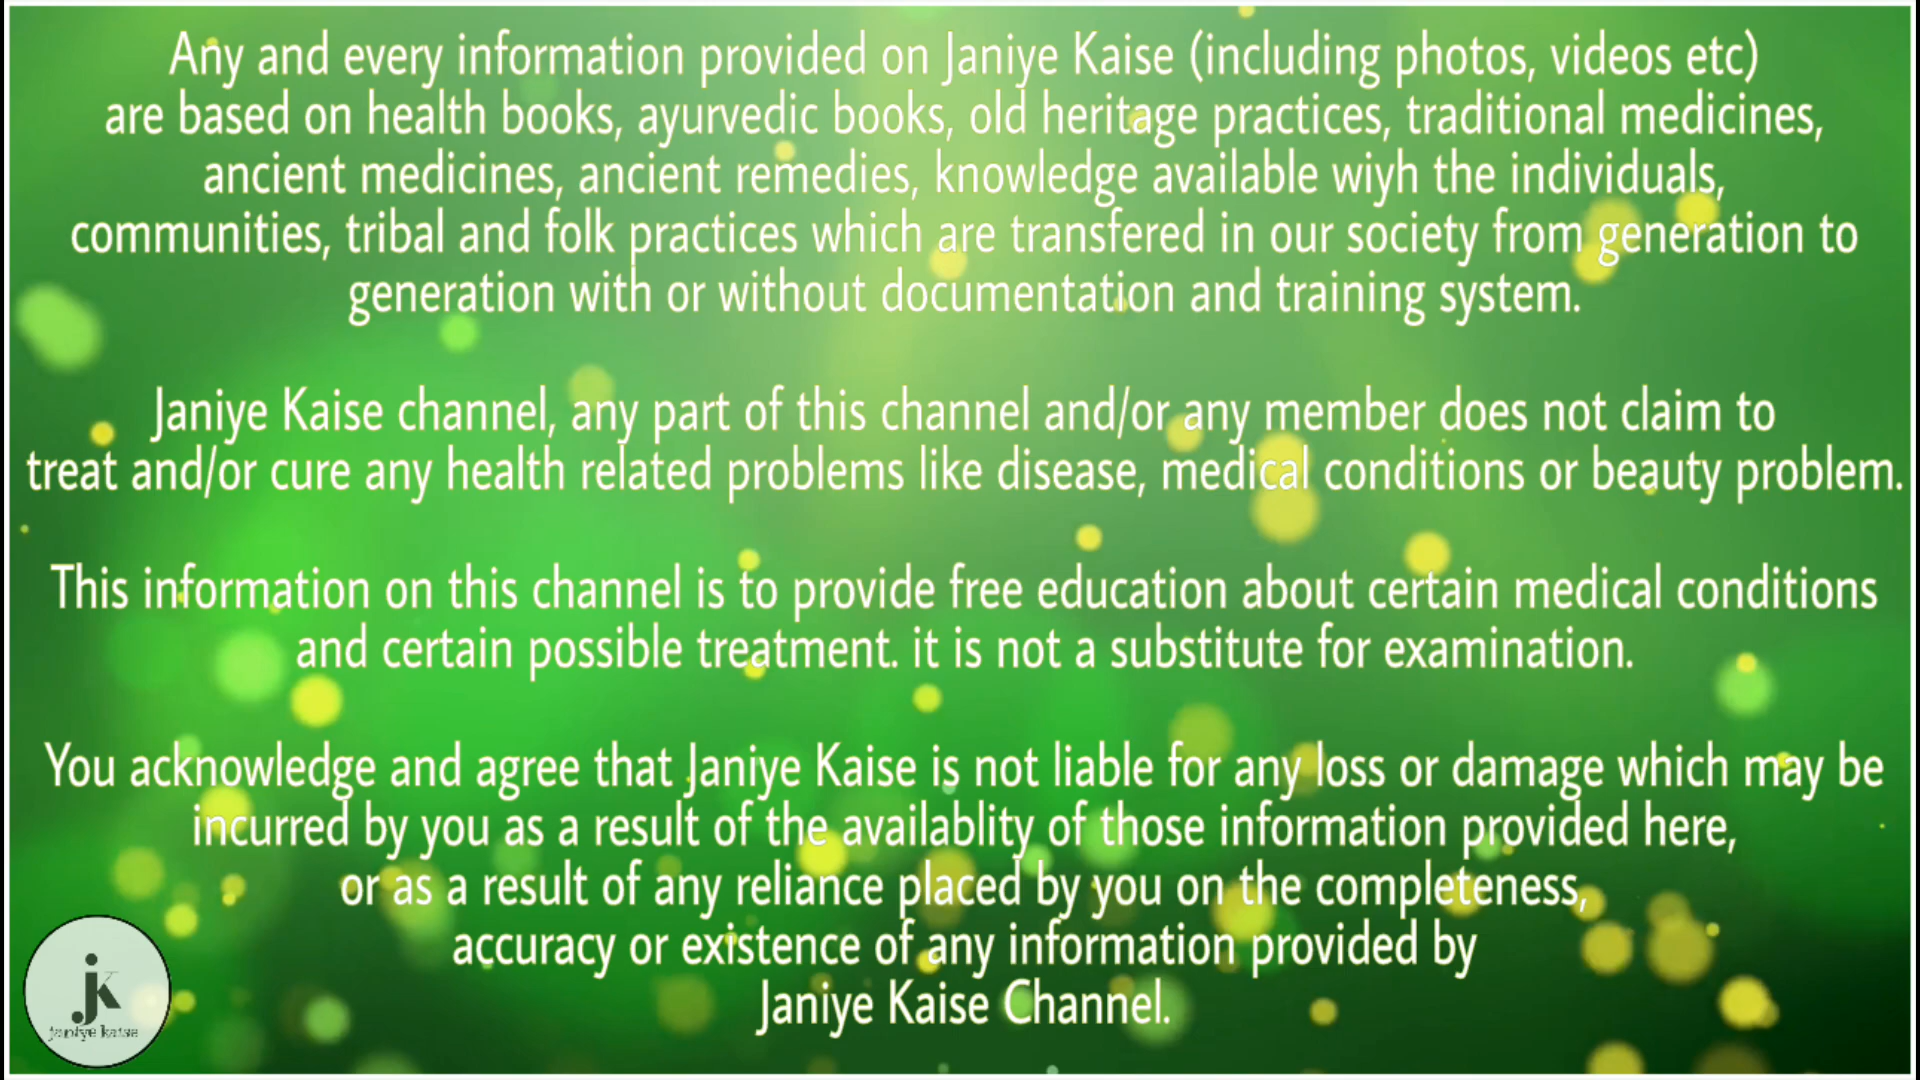 Any and every information provided on Janiye Kaise (including photos, videos etc)
are based on health books, ayurvedic books, old heritage practices, traditional medicines,
ancient medicines, ancient remedies, knowledge available wiyh the individuals,
communities, tribal and folk practices which are transfered in our society from generation to
generation with or without documentation and training system.
Janiye Kaise channel, any part of this channel and/or any member does not claim to
treat and/or cure any health related problems like disease, medical conditions or beauty problem.
This information on this channel is to provide free education about certain medical conditions
and certain possible treatment. it is not a substitute for examination.
You acknowledge and agree that Janiye Kaise is not liable for any loss or damage which may be
incurred by you as a result of the availablity of those information provided here,
or as a result of any reliance placed by you on the completeness,
accuracy or existence of any information provided by
Janiye Kaise Channel.
jK
janiye kaise